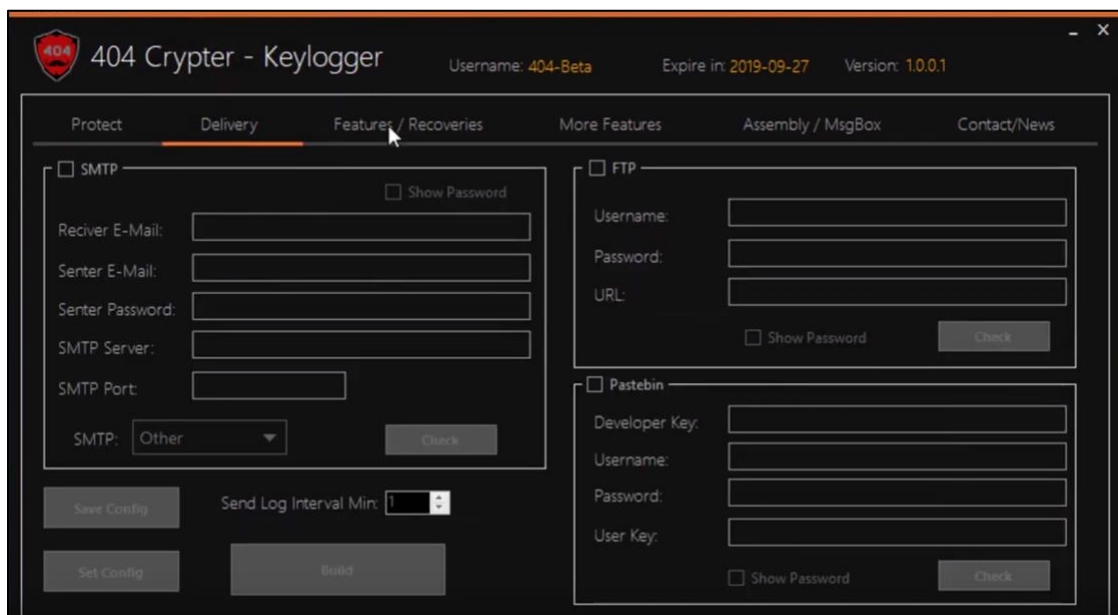 404
404 Crypter - Keylogger
Username: 404-Beta
Expire in: 2019-09-27
Version: 1.0.0.1
Protect
Delivery
Features / Recoveries
More Features
Assembly / MsgBox
Contact/News
SMTP
Show Password
Reciver E-Mail:
Senter E-Mail:
Senter Password:
SMTP Server:
SMTP Port:
SMTP: Other
Check
Save Config
Send Log Interval Min: 1
Set Config
Build
FTP
Username:
Password:
URL:
Show Password
Check
Pastebin
Developer Key:
Username:
Password:
User Key:
Show Password
Check